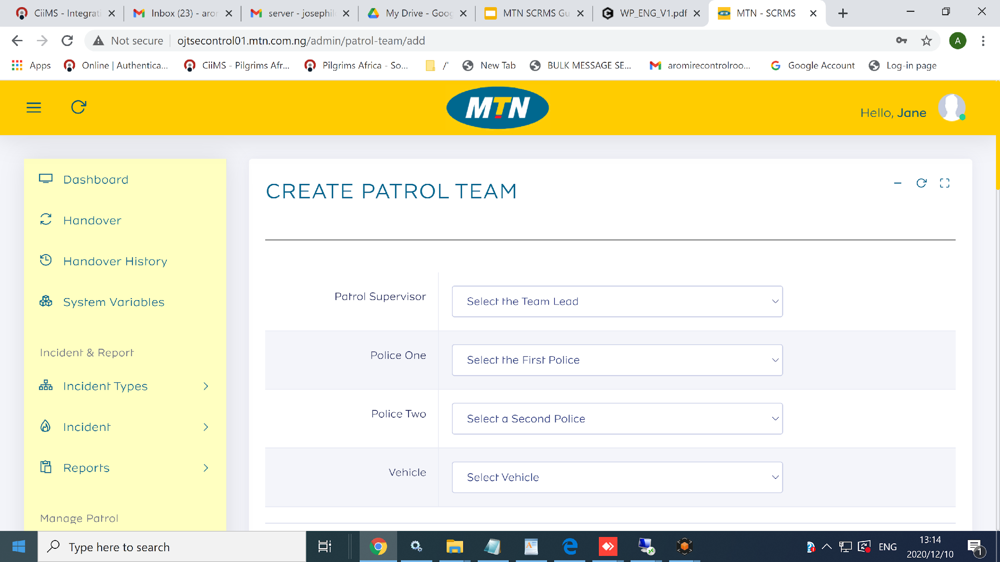 CiiMS - Integrati
Inbox (23) - aror
server - josephil
My Drive - Goog
MTN SCRMS Gu
WP_ENG_V1.pdf
MTN - SCRMS
Not secure
ojtsecontrol01.mtn.com.ng/admin/patrol-team/add
A
Apps
Online | Authentica...
CiiMS - Pilgrims Afr...
Pilgrims Africa - So...
/'
New Tab
BULK MESSAGE SE...
aromirecontrolroo...
Google Account
Log-in page
MTN
Hello, Jane
Dashboard
Handover
Handover History
System Variables
Incident & Report
Incident Types
Incident
Reports
Manage Patrol
CREATE PATROL TEAM
Patrol Supervisor
Select the Team Lead
Police One
Select the First Police
Police Two
Select a Second Police
Vehicle
Select Vehicle
Type here to search
ENG
13:14
2020/12/10
1